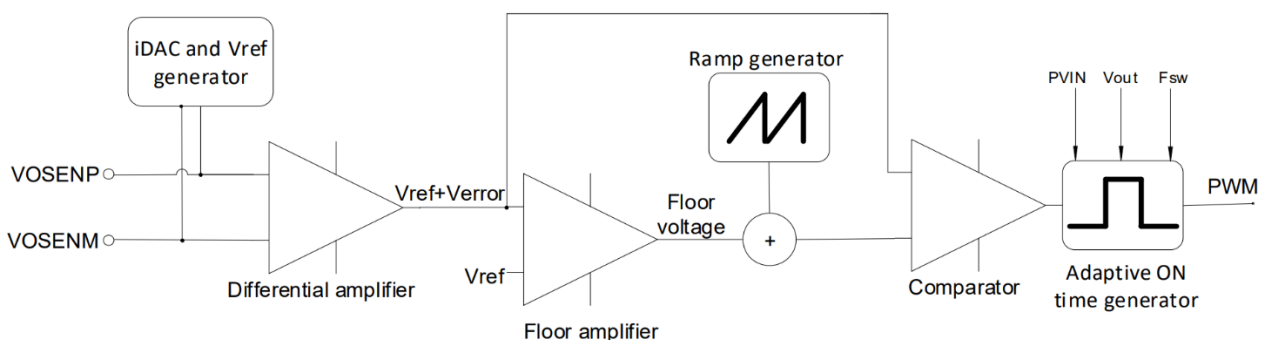 iDAC and Vref
generator
Ramp generator
PVIN
Vout
Fsw
VOSENP
Vref+Verror
Floor
voltage
+
PWM
VOSENM
Vref
Differential amplifier
Floor amplifier
Comparator
Adaptive ON
time generator